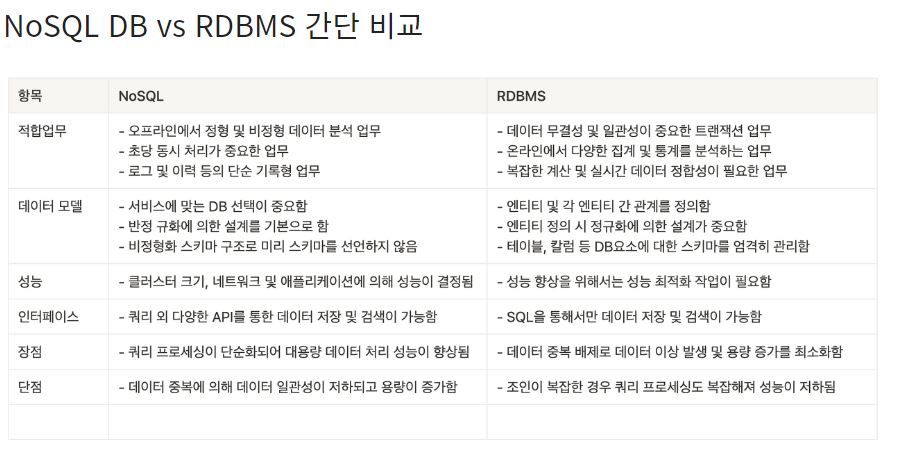 NoSQL DB vs RDBMS 간단 비교
항목 NoSQL RDBMS
적합업무
- 오프라인에서 정형 및 비정형 데이터 분석 업무
- 초당 동시 처리가 중요한 업무
- 로그 및 이력 등의 단순 기록형 업무
- 데이터 무결성 및 일관성이 중요한 트랜잭션 업무
- 온라인에서 다양한 집계 및 통계를 분석하는 업무
- 복잡한 계산 및 실시간 데이터 정합성이 필요한 업무
데이터 모델
- 서비스에 맞는 DB 선택이 중요함
- 반정 규화에 의한 설계를 기본으로 함
- 비정형화 스키마 구조로 미리 스키마를 선언하지 않음
- 엔티티 및 각 엔티티 간 관계를 정의함
- 엔티티 정의 시 정규화에 의한 설계가 중요함
- 테이블, 칼럼 등 DB요소에 대한 스키마를 엄격히 관리함
성능
- 클러스터 크기, 네트워크 및 애플리케이션에 의해 성능이 결정됨
- 성능 향상을 위해서는 성능 최적화 작업이 필요함
인터페이스
- 쿼리 외 다양한 API를 통한 데이터 저장 및 검색이 가능함
- SQL을 통해서만 데이터 저장 및 검색이 가능함
장점
- 쿼리 프로세싱이 단순화되어 대용량 데이터 처리 성능이 향상됨
- 데이터 중복 배제로 데이터 이상 발생 및 용량 증가를 최소화함
단점
- 데이터 중복에 의해 데이터 일관성이 저하되고 용량이 증가함
- 조인이 복잡한 경우 쿼리 프로세싱도 복잡해져 성능이 저하됨